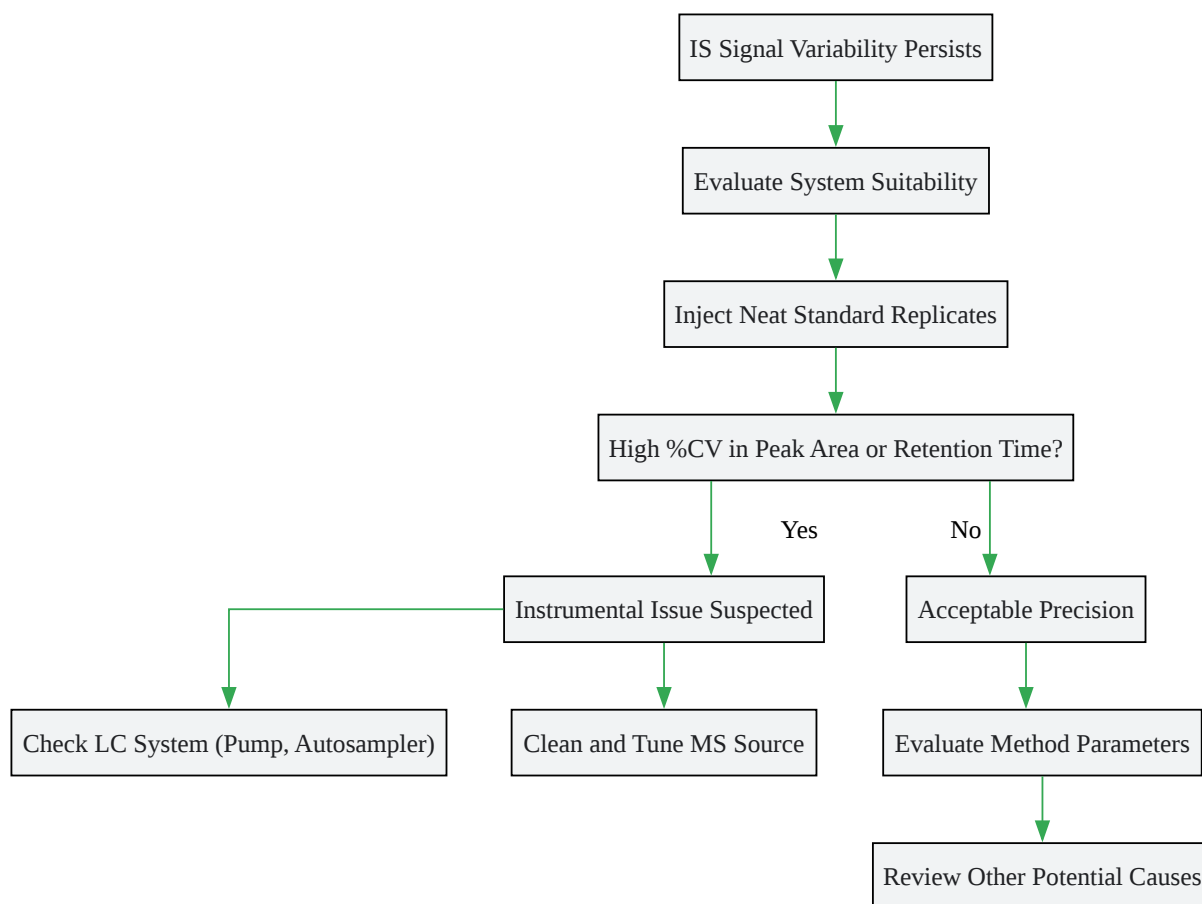 IS Signal Variability Persists
Evaluate System Suitability
Inject Neat Standard Replicates
High %CV in Peak Area or Retention Time?
Yes
No
Instrumental Issue Suspected
Acceptable Precision
Check LC System (Pump, Autosampler)
Clean and Tune MS Source
Evaluate Method Parameters
Review Other Potential Causes